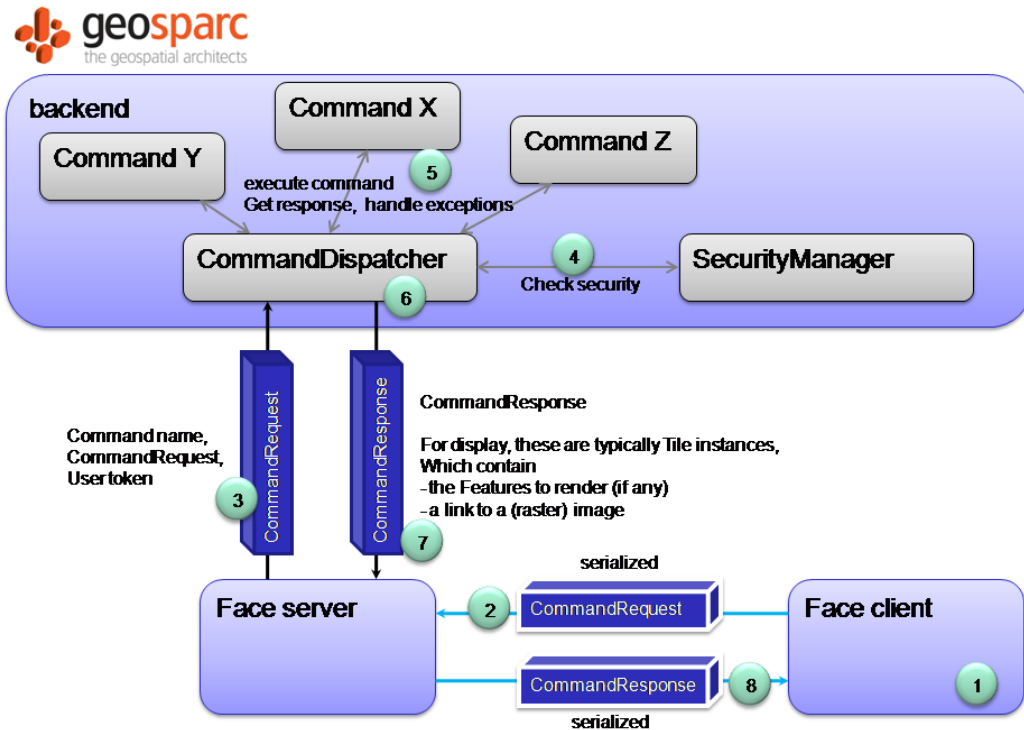 geosparc
the geospatial architects
backend
Command X
Command Y
Command Z
5
execute command
Get response, handle exceptions
CommandDispatcher
4
SecurityManager
Check security
6
CommandRequest
CommandResponse
Command name,
CommandRequest,
User token
3
CommandResponse
For display, these are typically Tile instances,
Which contain
-the Features to render (if any)
-a link to a (raster) image
7
serialized
Face server
2
CommandRequest
Face client
CommandResponse
8
1
serialized